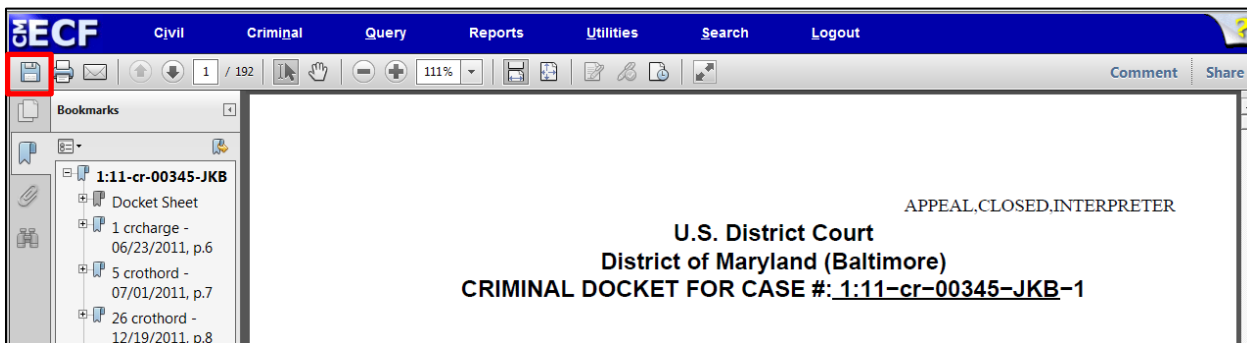 CM ECF Civil Criminal Query Reports Utilities Search Logout ?
1 / 192 111% Comment Share
Bookmarks
1:11-cr-00345-JKB
Docket Sheet
1 crcharge -
06/23/2011, p.6
5 crothord -
07/01/2011, p.7
26 crothord -
12/19/2011, p.8
APPEAL,CLOSED,INTERPRETER
U.S. District Court
District of Maryland (Baltimore)
CRIMINAL DOCKET FOR CASE #: 1:11−cr−00345−JKB−1